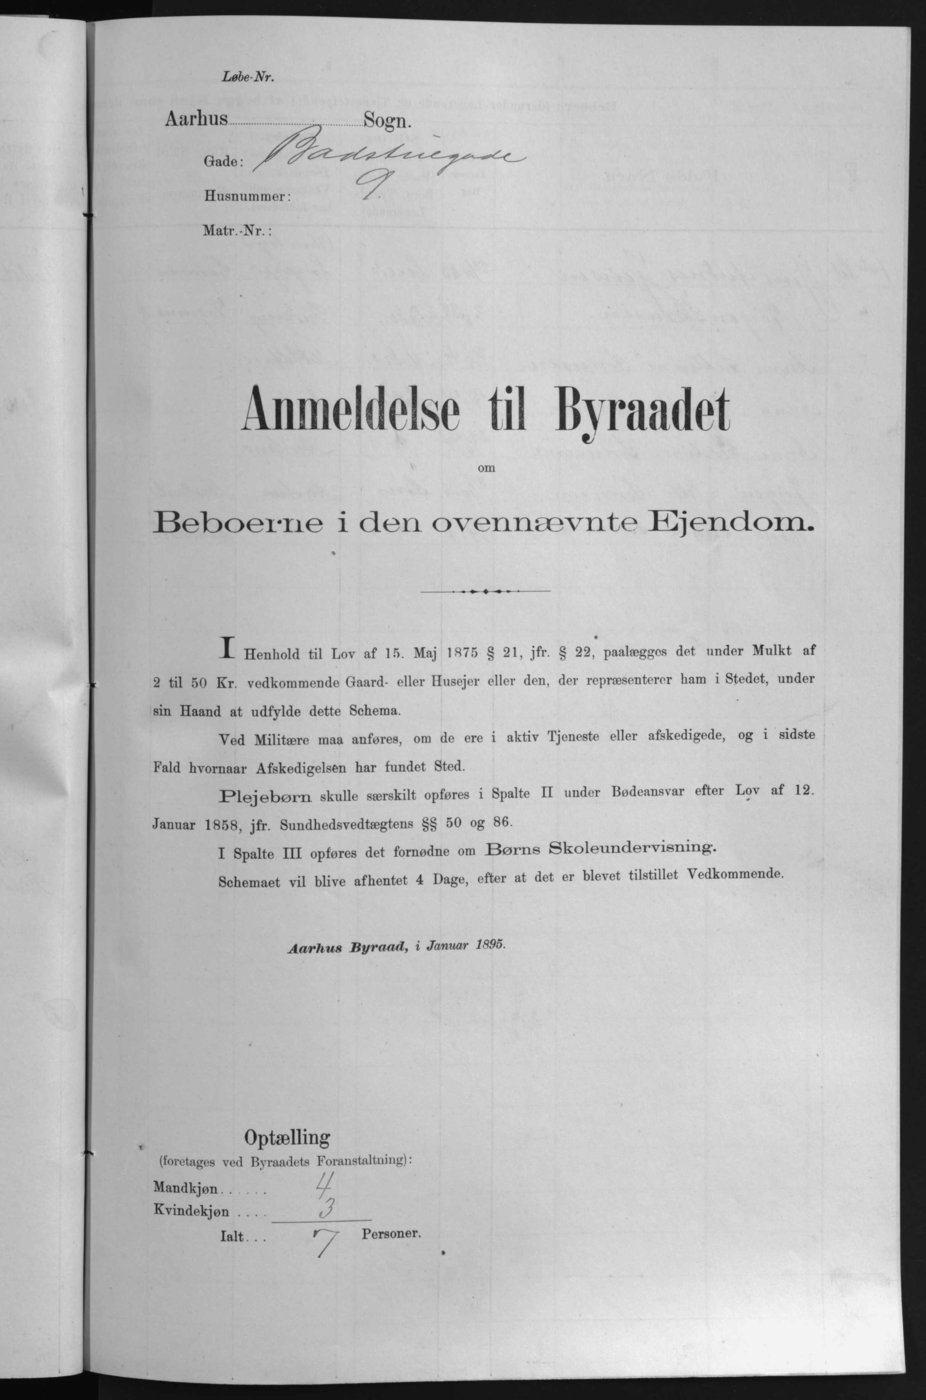 Løbe-Nr.
Aarhus Sogn.
Gade: Badstuegade
Husnummer: 9.
Matr.-Nr.:
Anmeldelse til Byraadet
om
Beboerne i den ovennævnte Ejendom.
I Henhold til Lov af 15. Maj 1875 § 21, jfr. § 22, paalægges det under Mulkt af
2 til 50 Kr. vedkommende Gaard- eller Husejer eller den, der repræsenterer ham i Stedet, under
sin Haand at udfylde dette Schema.
Ved Militære maa anføres, om de ere i aktiv Tjeneste eller afskedigede, og i sidste
Fald hvornaar Afskedigelsen har fundet Sted.
Plejebørn skulle særskilt opføres i Spalte II under Bødeansvar efter Lov af 12.
Januar 1858, jfr. Sundhedsvedtægtens §§ 50 og 86.
I Spalte III opføres det fornødne om Børns Skoleundervisning.
Schemaet vil blive afhentet 4 Dage, efter at det er blevet tilstillet Vedkommende.
Aarhus Byraad, i Januar 1895.
Optælling
(foretages ved Byraadets Foranstaltning):
Mandkjøn...... 4
Kvindekjøn .... 3
Ialt... 7 Personer.